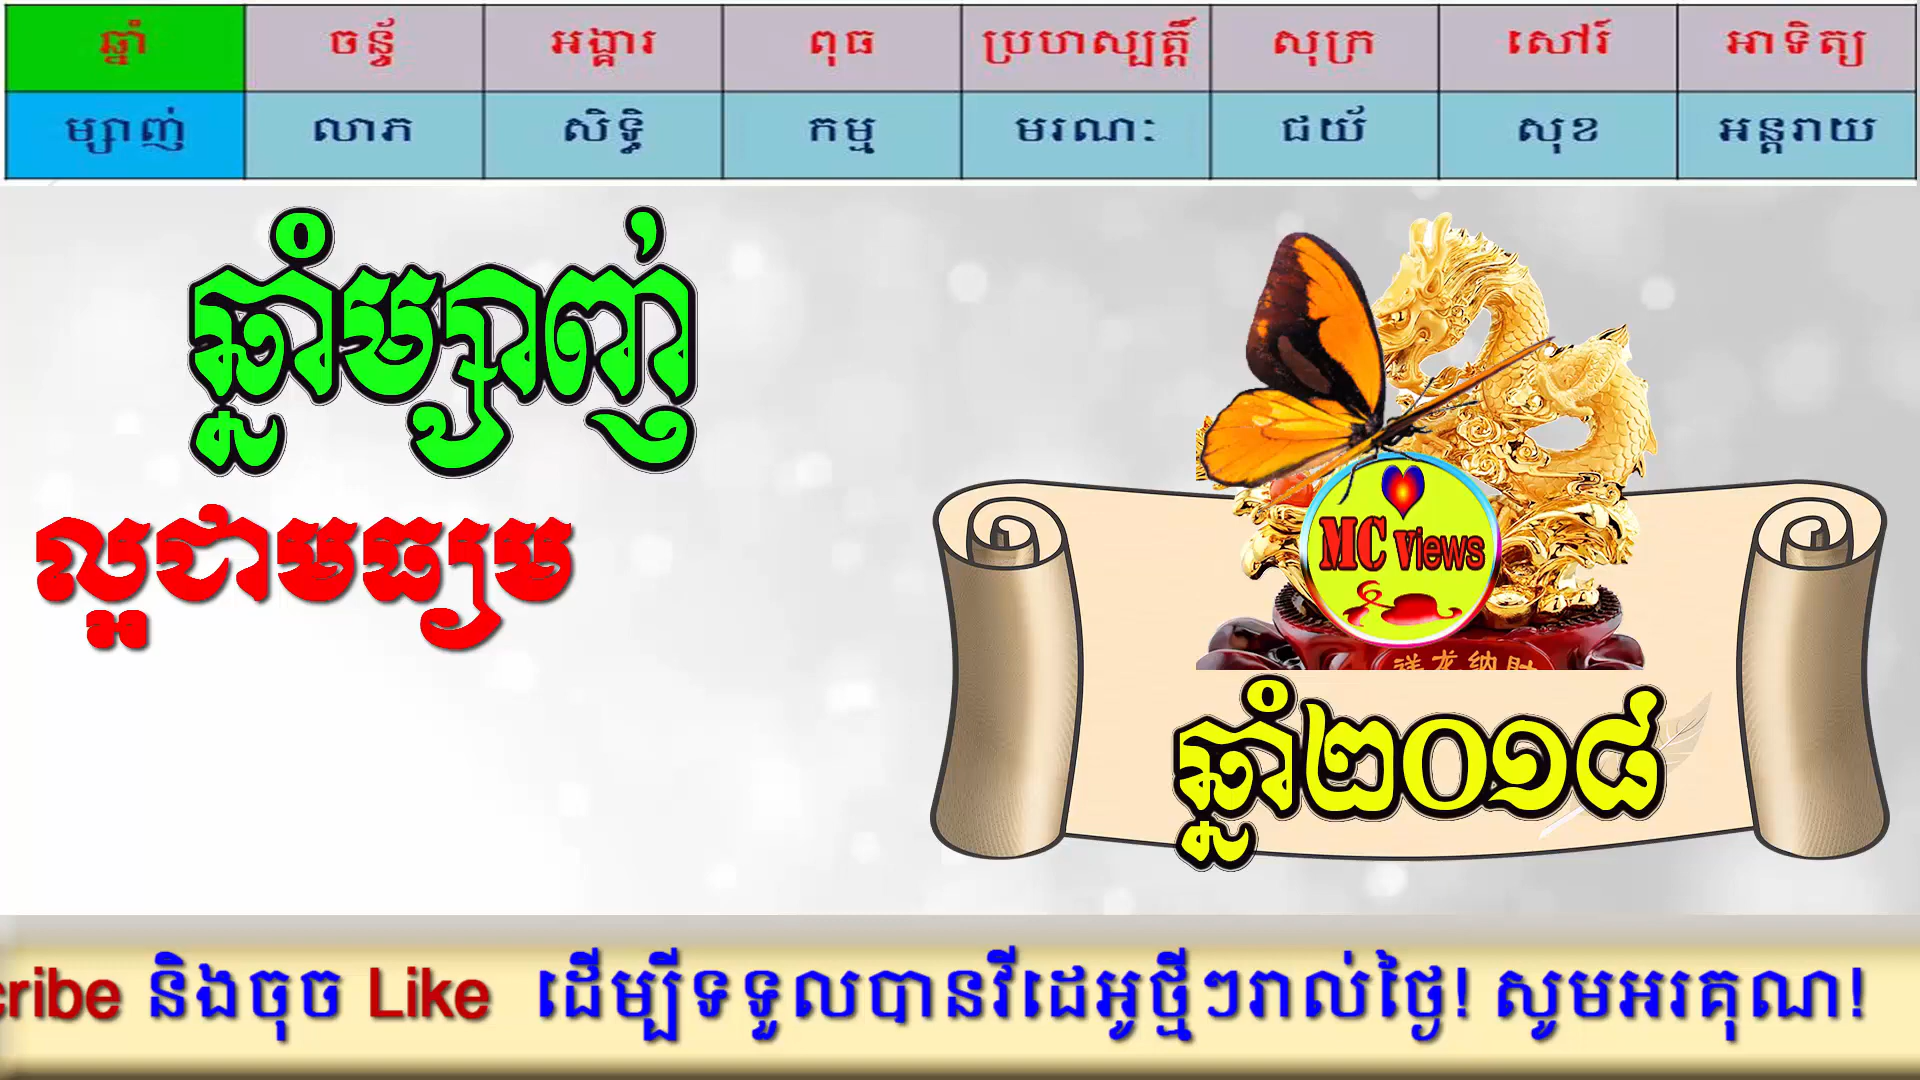 ឆ្នាំ ចន្ទ័ អង្គារ ពុធ ប្រហស្បត្តិ៍ សុក្រ សៅរ៍ អាទិត្យ
ម្សាញ់ លាភ សិទ្ធិ កម្ម មរណៈ ជយ័ សុខ អន្តរាយ
ឆ្នាំម្សាញ់
ល្អជាមធ្យម
MC Views
ឆ្នាំ២០១៨
cribe និងចុច Like ដើម្បីទទួលបានវីដេអូថ្មីៗរាល់ថ្ងៃ! សូមអរគុណ!